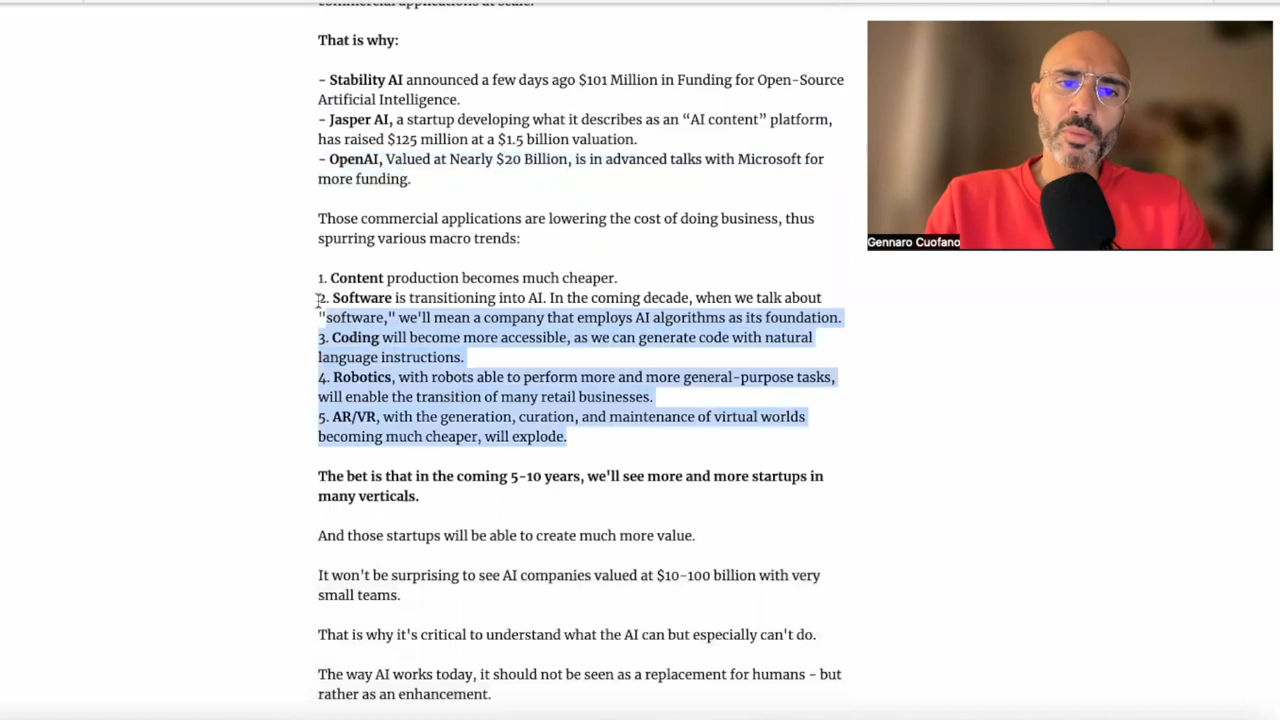 commercial applications at scale.
That is why:
- Stability AI announced a few days ago $101 Million in Funding for Open-Source
Artificial Intelligence.
- Jasper AI, a startup developing what it describes as an “AI content” platform,
has raised $125 million at a $1.5 billion valuation.
- OpenAI, Valued at Nearly $20 Billion, is in advanced talks with Microsoft for
more funding.
Those commercial applications are lowering the cost of doing business, thus
spurring various macro trends:
1. Content production becomes much cheaper.
2. Software is transitioning into AI. In the coming decade, when we talk about
"software," we'll mean a company that employs AI algorithms as its foundation.
3. Coding will become more accessible, as we can generate code with natural
language instructions.
4. Robotics, with robots able to perform more and more general-purpose tasks,
will enable the transition of many retail businesses.
5. AR/VR, with the generation, curation, and maintenance of virtual worlds
becoming much cheaper, will explode.
The bet is that in the coming 5-10 years, we'll see more and more startups in
many verticals.
And those startups will be able to create much more value.
It won't be surprising to see AI companies valued at $10-100 billion with very
small teams.
That is why it's critical to understand what the AI can but especially can't do.
The way AI works today, it should not be seen as a replacement for humans - but
rather as an enhancement.
Gennaro Cuofano